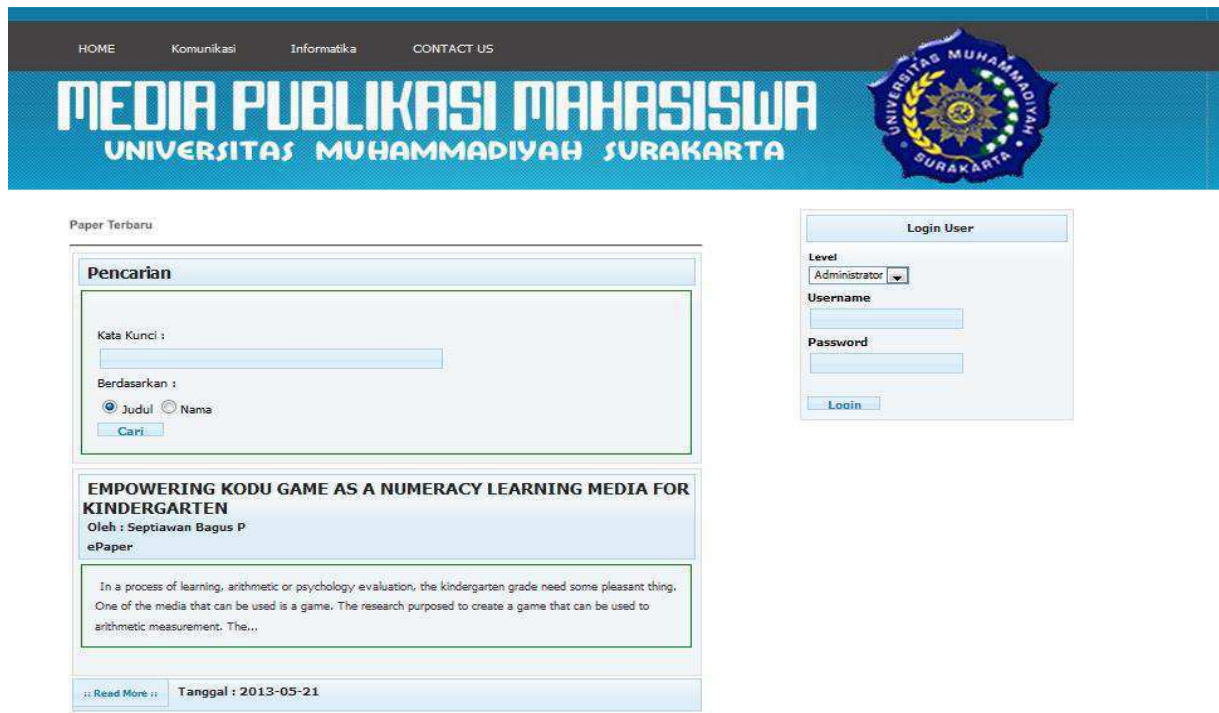 HOME Komunikasi Informatika CONTACT US
MEDIA PUBLIKASI MAHASISWA
UNIVERSITAS MUHAMMADIYAH SURAKARTA
UNIVERSITAS MUHAMMADIYAH
SURAKARTA
Paper Terbaru
Pencarian
Kata Kunci :
Berdasarkan :
Judul Nama
Cari
EMPOWERING KODU GAME AS A NUMERACY LEARNING MEDIA FOR
KINDERGARTEN
Oleh : Septiawan Bagus P
ePaper
In a process of learning, arithmetic or psychology evaluation, the kindergarten grade need some pleasant thing.
One of the media that can be used is a game. The research purposed to create a game that can be used to
arithmetic measurement. The...
:: Read More :: Tanggal : 2013-05-21
Login User
Level
Administrator
Username
Password
Login